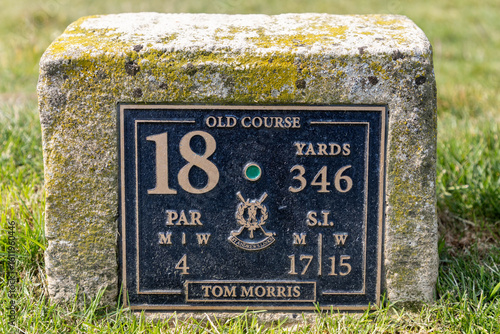 OLD COURSE
18
YARDS
346
PAR
M W
4
S.I.
M W
17 15
TOM MORRIS